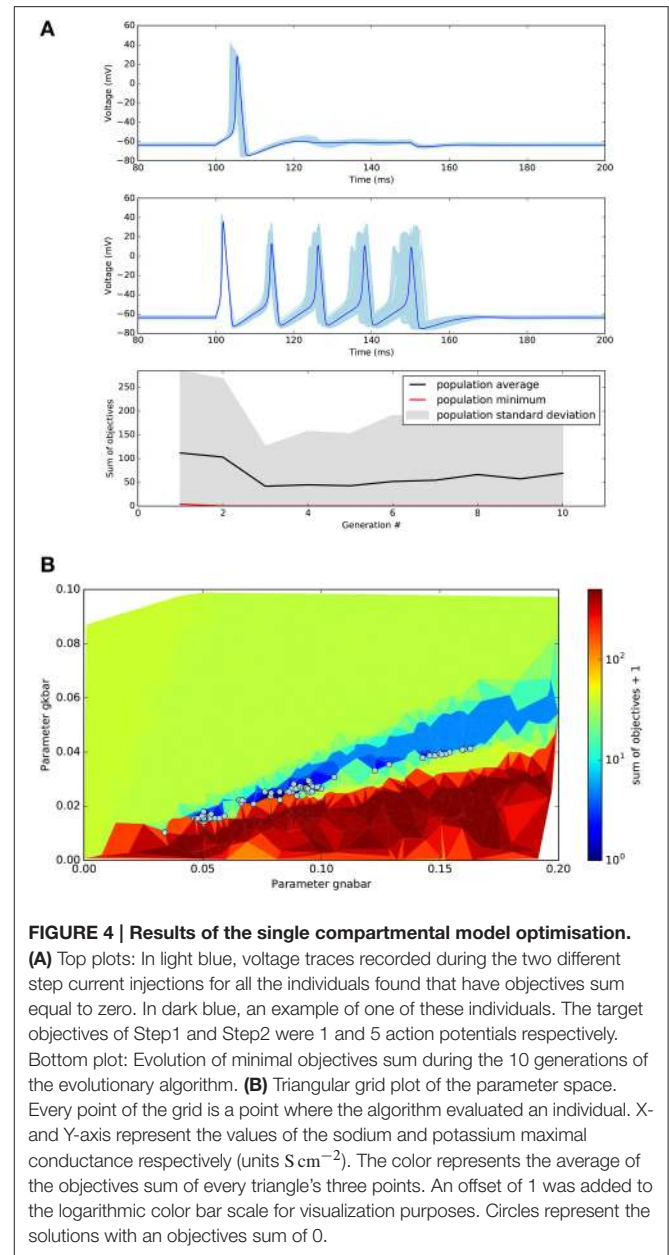 A
60
40
20
0
−20
−40
−60
−80
Voltage (mV)
80 100 120 140 160 180 200
Time (ms)
60
40
20
0
−20
−40
−60
−80
Voltage (mV)
80 100 120 140 160 180 200
Time (ms)
250
200
150
100
50
0
Sum of objectives
population average
population minimum
population standard deviation
0 2 4 6 8 10
Generation #
B
0.10
0.08
0.06
0.04
0.02
0.00
Parameter gkbar
0.00 0.05 0.10 0.15 0.20
Parameter gnabar
10²
10¹
10⁰
sum of objectives + 1
FIGURE 4 | Results of the single compartmental model optimisation.
(A) Top plots: In light blue, voltage traces recorded during the two different
step current injections for all the individuals found that have objectives sum
equal to zero. In dark blue, an example of one of these individuals. The target
objectives of Step1 and Step2 were 1 and 5 action potentials respectively.
Bottom plot: Evolution of minimal objectives sum during the 10 generations of
the evolutionary algorithm. (B) Triangular grid plot of the parameter space.
Every point of the grid is a point where the algorithm evaluated an individual. X-
and Y-axis represent the values of the sodium and potassium maximal
conductance respectively (units S cm⁻²). The color represents the average of
the objectives sum of every triangle's three points. An offset of 1 was added to
the logarithmic color bar scale for visualization purposes. Circles represent the
solutions with an objectives sum of 0.